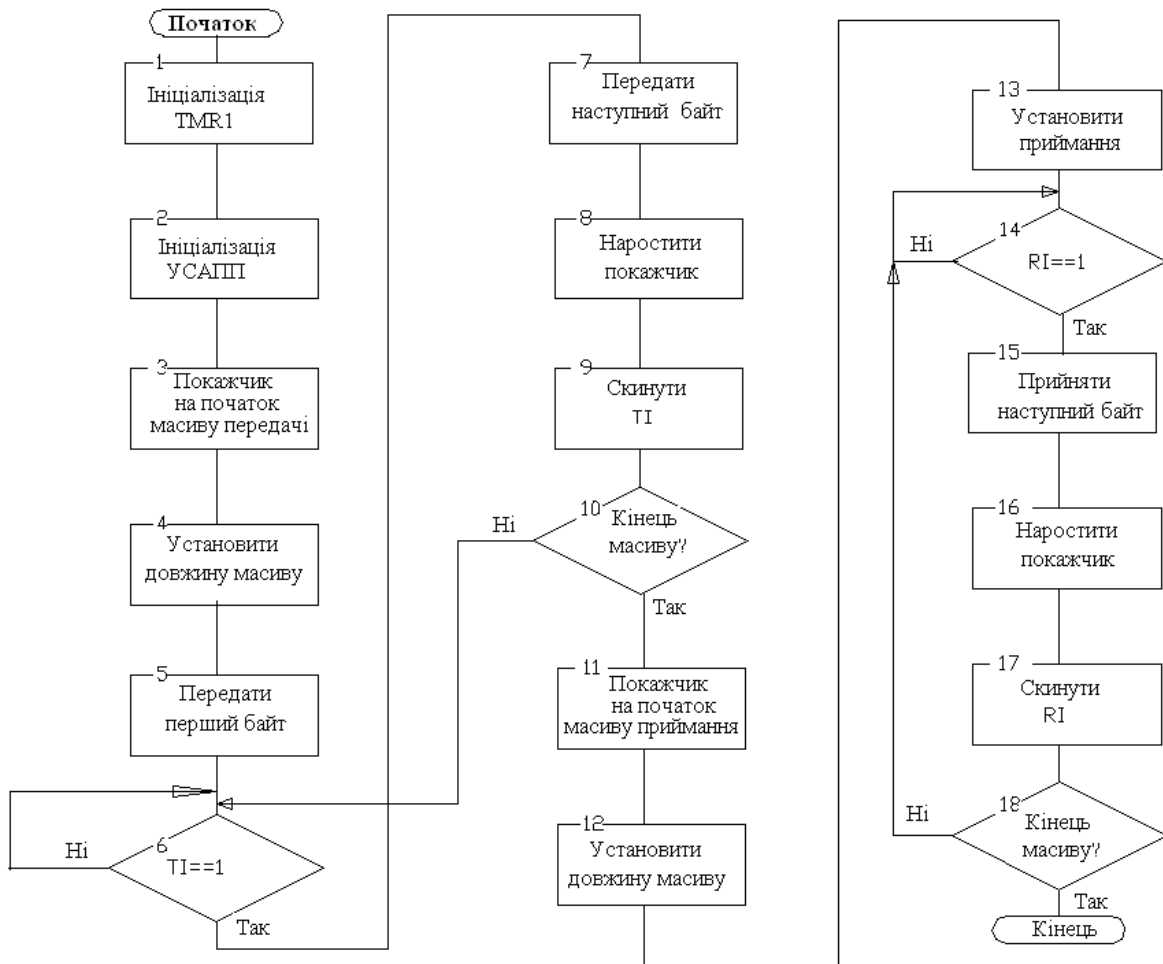 Початок
1
Ініціалізація
TMR1
2
Ініціалізація
УСАПП
3
Покажчик
на початок
масиву передачі
4
Установити
довжину масиву
5
Передати
перший байт
6
TI==1
Ні
Так
7
Передати
наступний байт
8
Наростити
покажчик
9
Скинути
TI
10
Кінець
масиву?
Ні
Так
11
Покажчик
на початок
масиву приймання
12
Установити
довжину масиву
13
Установити
приймання
14
RI==1
Ні
Так
15
Прийняти
наступний байт
16
Наростити
покажчик
17
Скинути
RI
18
Кінець
масиву?
Ні
Так
Кінець